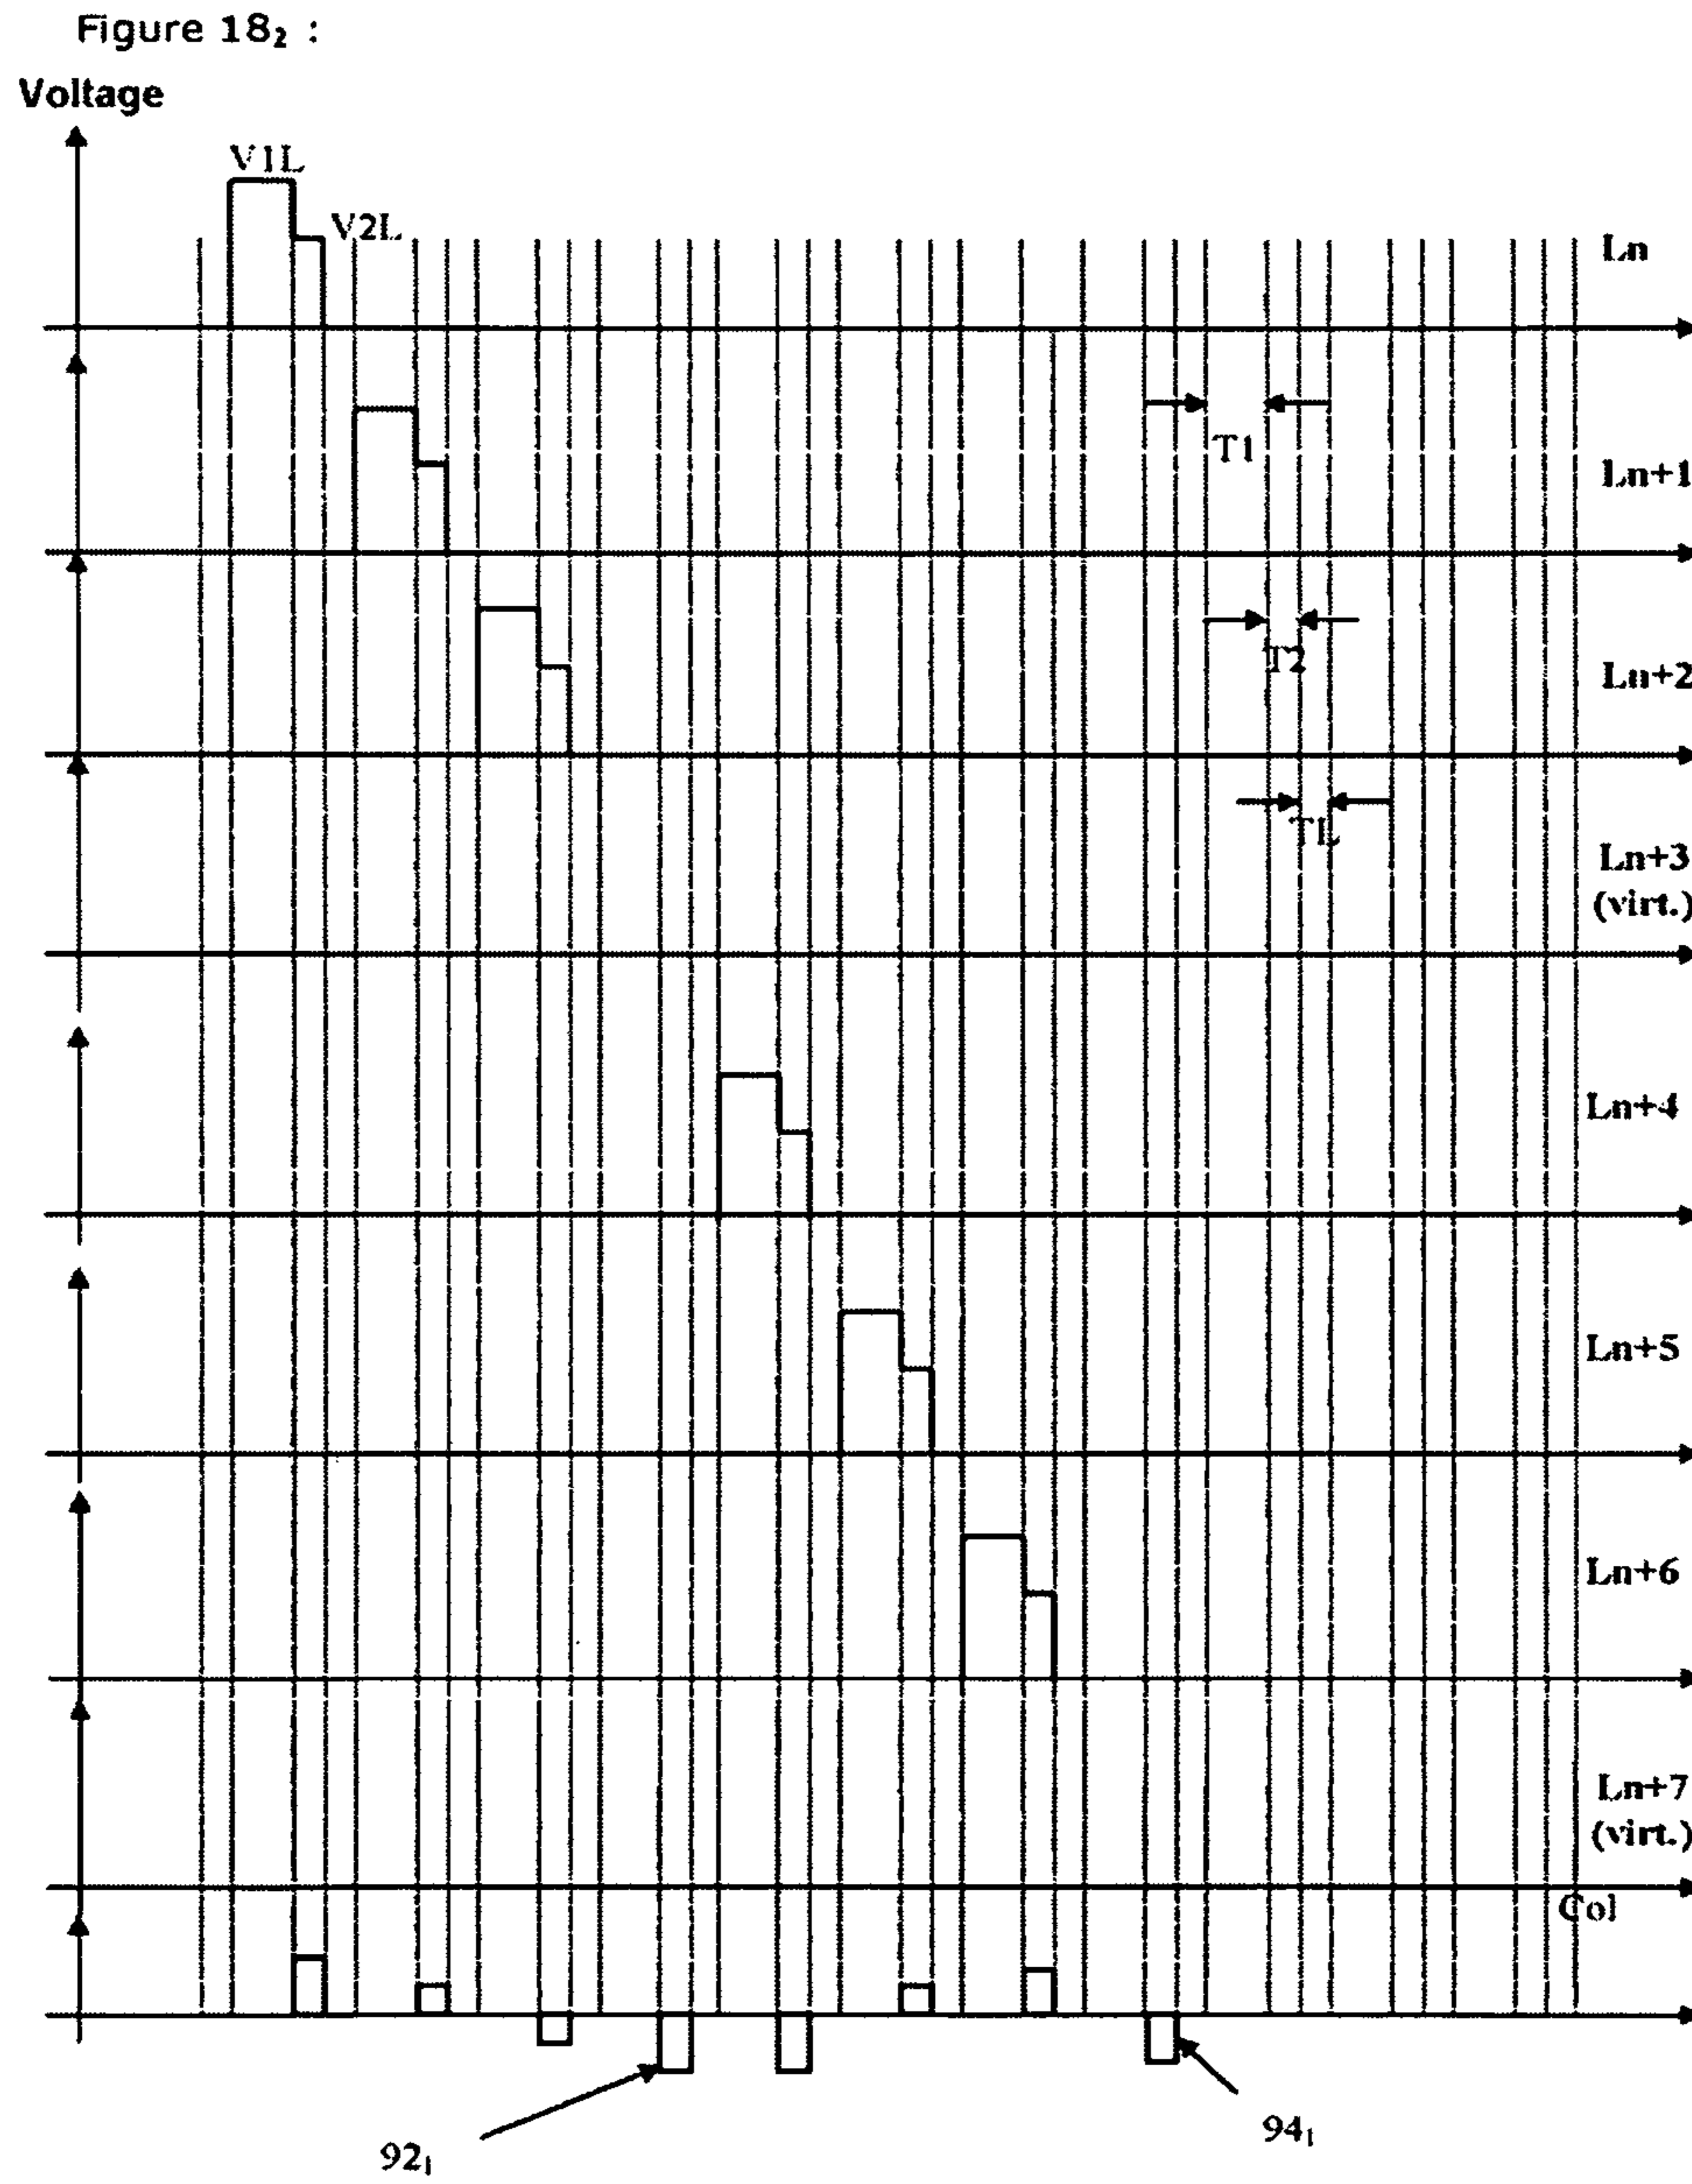 Figure 18₂ :
Voltage
V1L
V2L
Ln
T1
Ln+1
T2
Ln+2
TL
Ln+3
(virt.)
Ln+4
Ln+5
Ln+6
Ln+7
(virt.)
Col
92₁
94₁